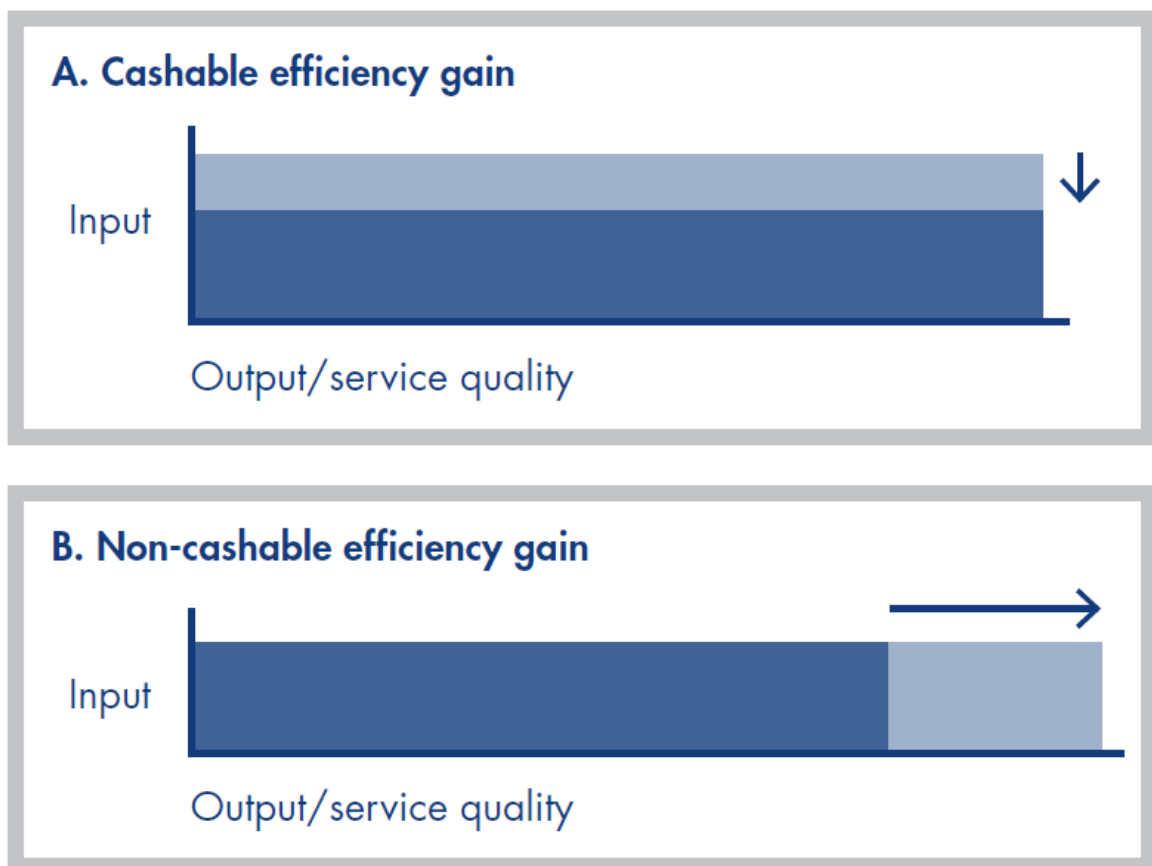 A. Cashable efficiency gain
Input
Output/service quality
B. Non-cashable efficiency gain
Input
Output/service quality